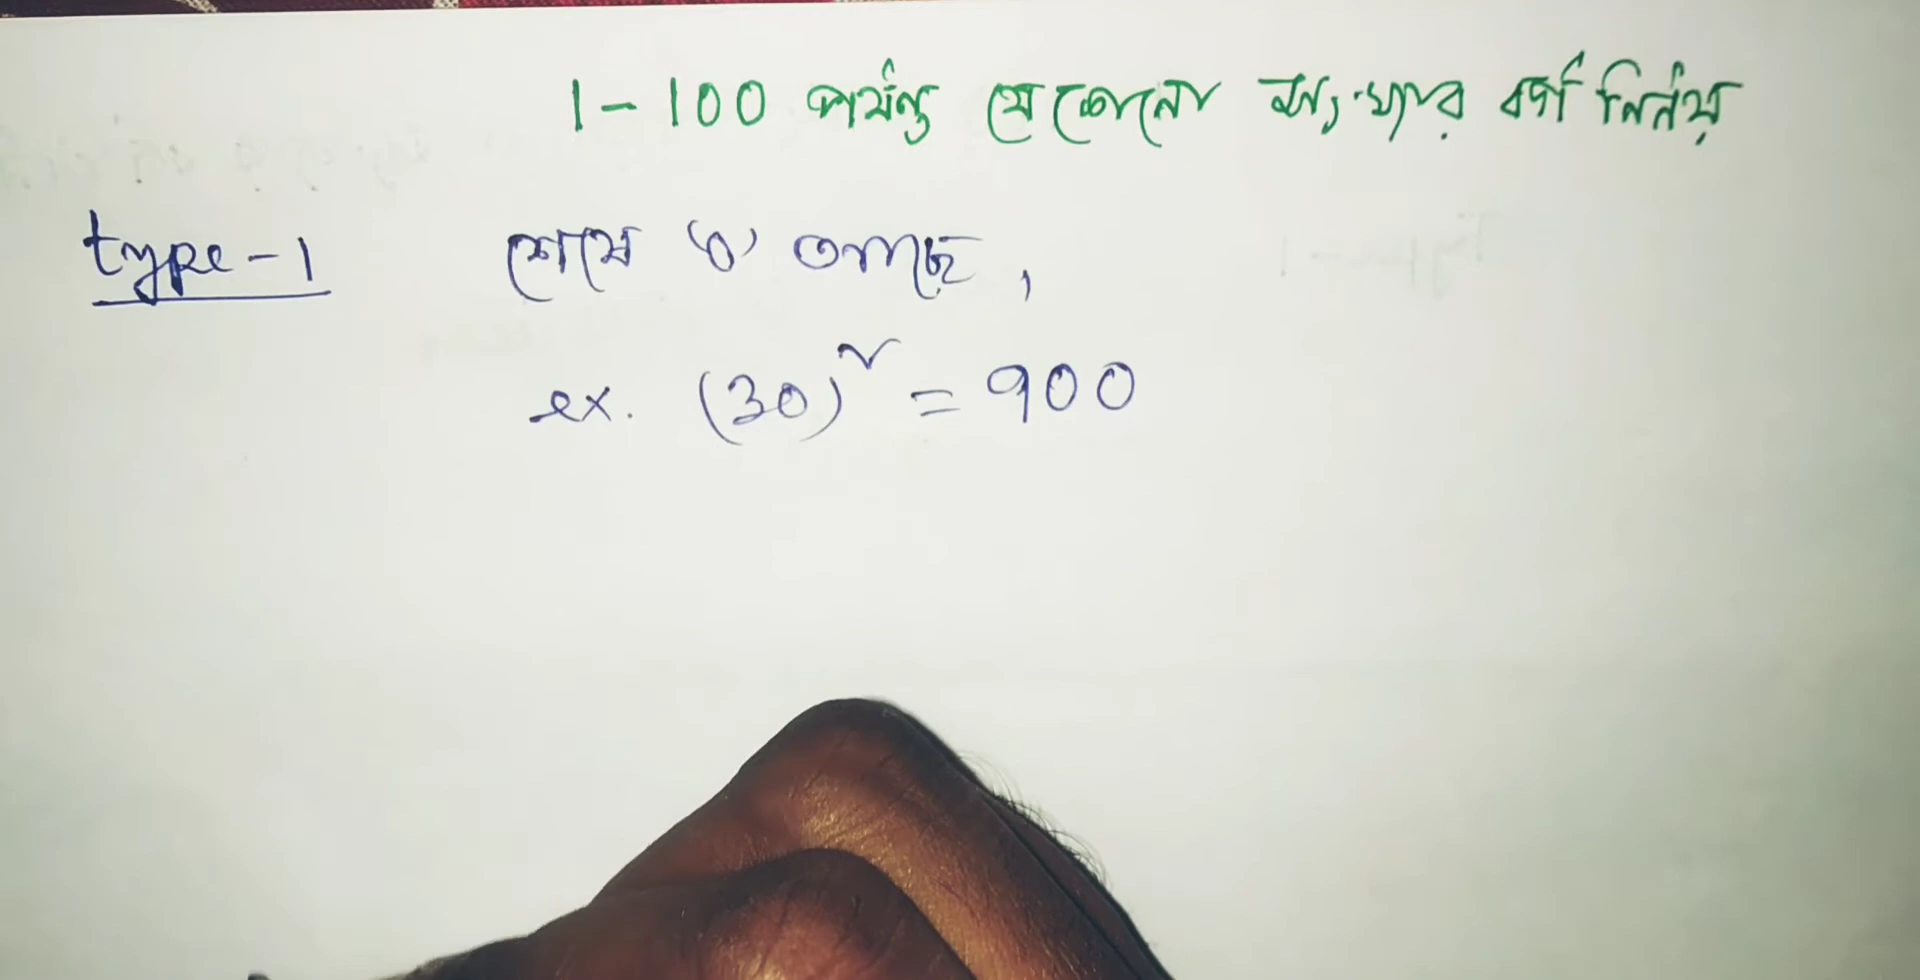 1-100 পর্যন্ত যেকোনো সংখ্যার বর্গ নির্ণয়
type-1 শেষে '0' আছে,
ex. (30)² = 900